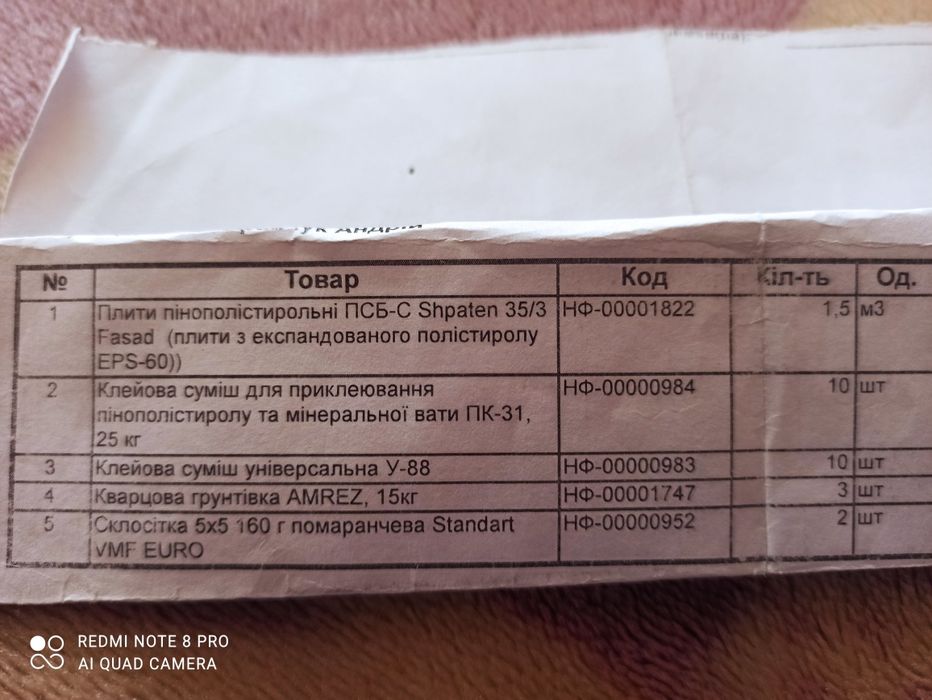 № Товар Код Кіл-ть Од.
1 Плити пінополістирольні ПСБ-С Shpaten 35/3 НФ-00001822 1,5 м3
Fasad (плити з експандованого полістиролу
EPS-60))
2 Клейова суміш для приклеювання НФ-00000984 10 шт
пінополістиролу та мінеральної вати ПК-31,
25 кг
3 Клейова суміш універсальна У-88 НФ-00000983 10 шт
4 Кварцова грунтівка AMREZ, 15кг НФ-00001747 3 шт
5 Склосітка 5х5 160 г помаранчева Standart НФ-00000952 2 шт
VMF EURO
REDMI NOTE 8 PRO
AI QUAD CAMERA